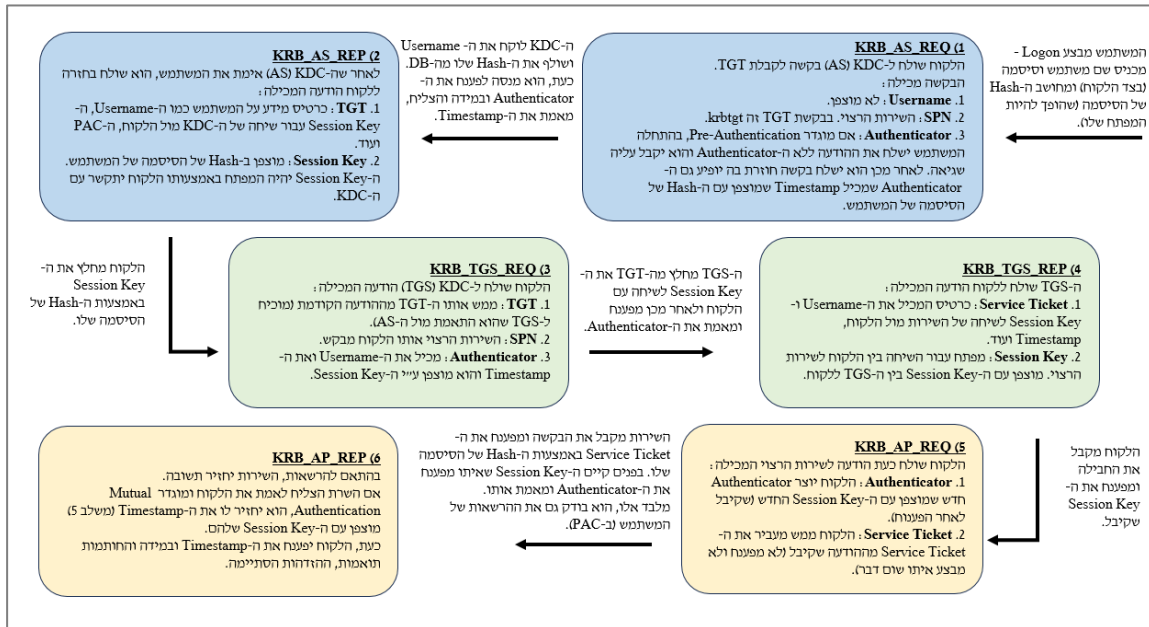 המשתמש מבצע Logon -
מכניס שם משתמש וסיסמה
(בצד הלקוח) ומחושב ה-Hash
של הסיסמה (שהופך להיות
המפתח שלו).
KRB_AS_REQ (1
הלקוח שולח ל-KDC (AS) בקשה לקבלת TGT.
הבקשה מכילה:
1. Username: לא מוצפן.
2. SPN: השירות הרצוי. בבקשת TGT זה krbtgt.
3. Authenticator: אם מוגדר Pre-Authentication, בהתחלה
המשתמש ישלח את ההודעה ללא ה-Authenticator והוא יקבל עליה
שגיאה. לאחר מכן הוא ישלח בקשה חוזרת בה יופיע גם ה-
Authenticator שמכיל Timestamp שמוצפן עם ה-Hash של
הסיסמה של המשתמש.
ה-KDC לוקח את ה-Username
ושולף את ה-Hash שלו מה-DB.
כעת, הוא מנסה לפענח את ה-
Authenticator ובמידה והצליח,
מאמת את ה-Timestamp.
KRB_AS_REP (2
לאחר שה-KDC (AS) אימת את המשתמש, הוא שולח בחזרה
ללקוח הודעה המכילה:
1. TGT: כרטיס מידע על המשתמש כמו ה-Username, ה-
Session Key עבור שיחה של ה-KDC מול הלקוח, ה-PAC
ועוד.
2. Session Key: מוצפן ב-Hash של הסיסמה של המשתמש.
ה-Session Key יהיה המפתח באמצעותו הלקוח יתקשר עם
ה-KDC.
הלקוח מחלץ את ה-
Session Key
באמצעות ה-Hash של
הסיסמה שלו.
KRB_TGS_REQ (3
הלקוח שולח ל-KDC (TGS) הודעה המכילה:
1. TGT: ממש אותו ה-TGT מההודעה הקודמת (מוכיח
ל-TGS שהוא התאמת מול ה-AS).
2. SPN: השירות הרצוי אותו הלקוח מבקש.
3. Authenticator: מכיל את ה-Username ואת ה-
Timestamp והוא מוצפן ע״י ה-Session Key.
ה-TGS מחלץ מה-TGT את ה-
Session Key לשיחה עם
הלקוח ולאחר מכן מפענח
ומאמת את ה-Authenticator.
KRB_TGS_REP (4
ה-TGS שולח ללקוח הודעה המכילה:
1. Service Ticket: כרטיס המכיל את ה-Username ו-
Session Key לשיחה של השירות מול הלקוח,
Timestamp ועוד.
2. Session Key: מפתח עבור השיחה בין הלקוח לשירות
הרצוי. מוצפן עם ה-Session Key בין ה-TGS ללקוח.
הלקוח מקבל
את החבילה
ומפענח את
ה-
Session
Key
שקיבל.
KRB_AP_REQ (5
הלקוח שולח כעת הודעה לשירות הרצוי המכילה:
1. Authenticator: הלקוח יוצר Authenticator
חדש שמוצפן עם ה-Session Key החדש (שקיבל
לאחר הפענוח).
2. Service Ticket: הלקוח ממש מעביר את ה-
Service Ticket מההודעה שקיבל (לא מפענח ולא
מבצע איתו שום דבר).
השירות מקבל את הבקשה ומפענח את ה-
Service Ticket באמצעות ה-Hash של הסיסמה
שלו. בפנים קיים ה-Session Key שאיתו מפענח
את ה-Authenticator ומאמת אותו.
מלבד אלו, הוא בודק גם את ההרשאות של
המשתמש (ב-PAC).
KRB_AP_REP (6
בהתאם להרשאות, השירות יחזיר תשובה.
אם השרת הצליח לאמת את הלקוח ומוגדר Mutual
Authentication, הוא יחזיר לו את ה-Timestamp (משלב 5)
מוצפן עם ה-Session Key שלהם.
כעת, הלקוח יפענח את ה-Timestamp ובמידה והחותמות
תואמות, ההזדהות הסתיימה.